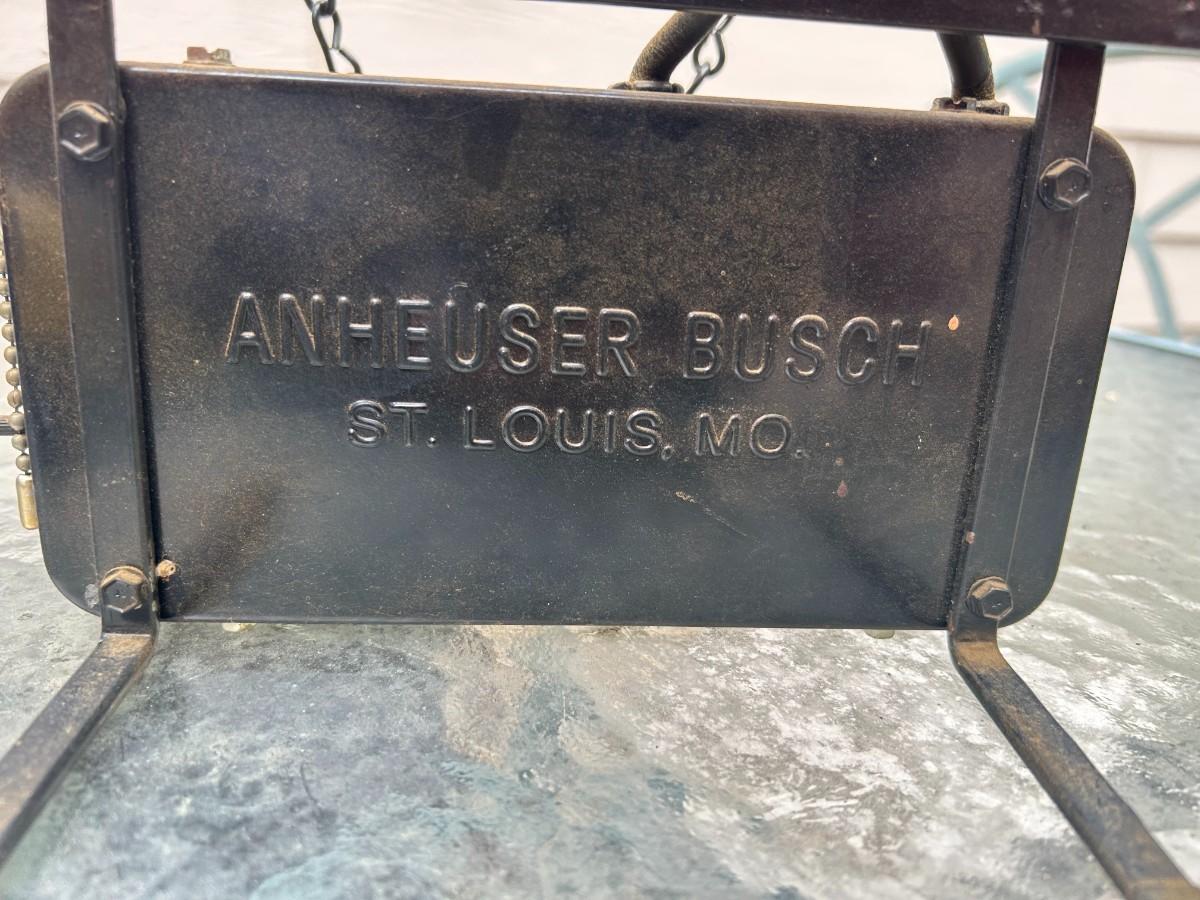 ANHEUSER BUSCH
ST. LOUIS, MO.